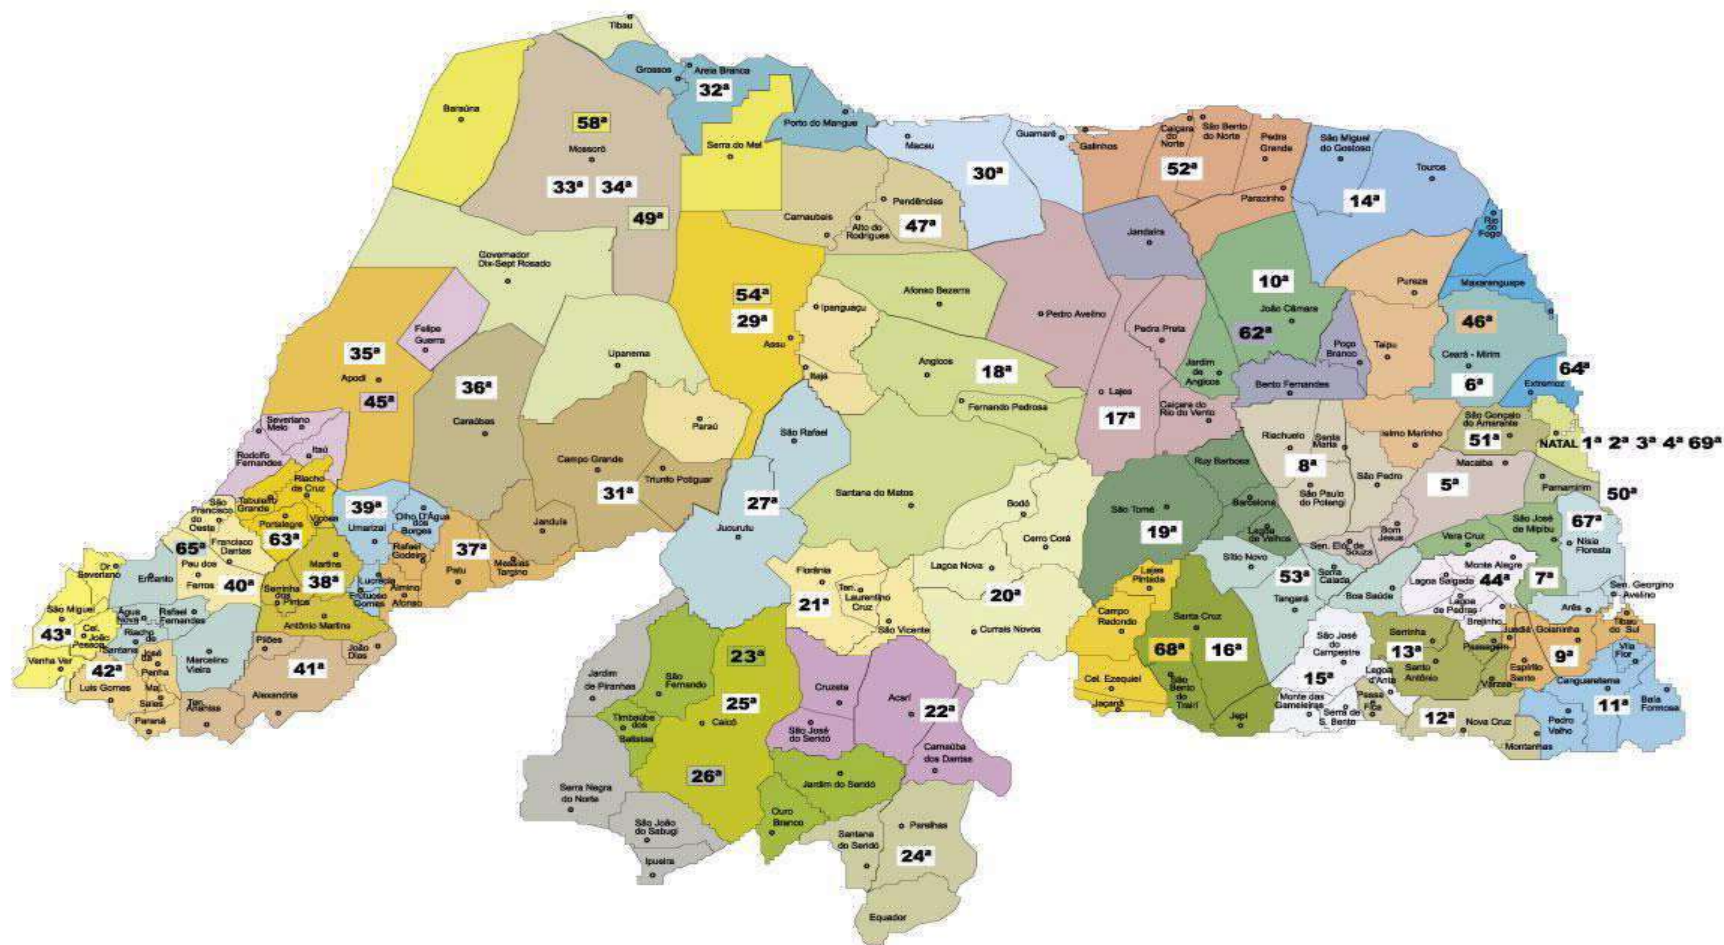 Tibau
Grossos
Areia Branca
32ª
Baraúna
58ª
Mossoró
33ª 34ª
49ª
Serra do Mel
Porto do Mangue
Macau
Guamaré
30ª
Galinhos
Caiçara
do
Norte
São Bento
do Norte
Pedra
Grande
52ª
Parazinho
São Miguel
do Gostoso
Touros
14ª
Rio
do
Fogo
Carnaubais
Pendências
Alto do
Rodrigues
47ª
Jandaíra
Governador
Dix-Sept Rosado
54ª
29ª
Assu
Ipanguaçu
Itajá
Afonso Bezerra
Pedro Avelino
Pedra Preta
10ª
João Câmara
62ª
Jardim
de Angicos
Poço
Branco
Pureza
Maxaranguape
46ª
Taipu
Ceará - Mirim
6ª
64ª
Extremoz
Felipe
Guerra
35ª
Apodi
45ª
36ª
Caraúbas
Upanema
Angicos
18ª
Fernando Pedrosa
Lajes
17ª
Caiçara do
Rio do Vento
Bento Fernandes
Paraú
São Rafael
Severiano
Melo
Itaú
Rodolfo
Fernandes
Riachuelo
Santa
Maria
8ª
São Paulo
do Potengi
São Pedro
Ielmo Marinho
São Gonçalo
do Amarante
51ª
NATAL 1ª 2ª 3ª 4ª 69ª
Macaíba
5ª
Parnamirim
50ª
Riacho
da Cruz
Tabuleiro
Grande
Portalegre
Viçosa
63ª
São
Francisco
do
Oeste
Francisco
Dantas
39ª
Umarizal
Olho D'Água
dos
Borges
Campo Grande
Triunfo Potiguar
31ª
Janduís
27ª
Jucurutu
Santana do Matos
Bodó
Cerro Corá
Ruy Barbosa
Barcelona
São Tomé
19ª
Lagoa
de Velhos
Sen. Elói de
Souza
Bom
Jesus
São José
de Mipibu
67ª
Vera Cruz
Nísia
Floresta
65ª
Pau dos
Ferros
40ª
Dr.
Severiano
Encanto
Martins
38ª
Serrinha
dos
Pintos
Lucrécia
Frutuoso
Gomes
Rafael
Godeiro
37ª
Patu
Almino
Afonso
Messias
Targino
Florânia
Ten.
Laurentino
Cruz
21ª
São Vicente
Lagoa Nova
20ª
Currais Novos
Lajes
Pintada
Sítio Novo
53ª
Serra
Caiada
Tangará
Boa Saúde
Monte Alegre
Lagoa Salgada
44ª
Lagoa
de Pedras
Brejinho
7ª
Sen. Georgino
Avelino
Arês
São Miguel
43ª
Cel.
João
Pessoa
Venha Ver
Água
Nova
Rafael
Fernandes
Riacho de
Santana
José
da
Penha
Marcelino
Vieira
Pilões
Antônio Martins
João
Dias
41ª
Alexandria
42ª
Luís Gomes
Maj.
Sales
Paraná
Ten.
Ananias
Campo
Redondo
68ª
Santa Cruz
16ª
Cel. Ezequiel
Jaçanã
São
Bento do
Trairi
Japi
São José
do
Campestre
15ª
Monte das
Gameleiras
Serra de
S. Bento
Lagoa
d'Anta
Passa
e Fica
Serrinha
13ª
Santo
Antônio
Passagem
Várzea
Jundiá
Goianinha
Espírito
Santo
9ª
Tibau
do Sul
Vila
Flor
Canguaretama
11ª
Baía
Formosa
Pedro
Velho
Montanhas
Nova Cruz
12ª
Jardim
de Piranhas
São
Fernando
23ª
25ª
Caicó
26ª
Timbaúba
dos
Batistas
Cruzeta
São José
do Seridó
Acarí
22ª
Carnaúba
dos Dantas
Serra Negra
do Norte
São João
do Sabugi
Ipueira
Jardim do Seridó
Ouro
Branco
Parelhas
Santana
do Seridó
24ª
Equador